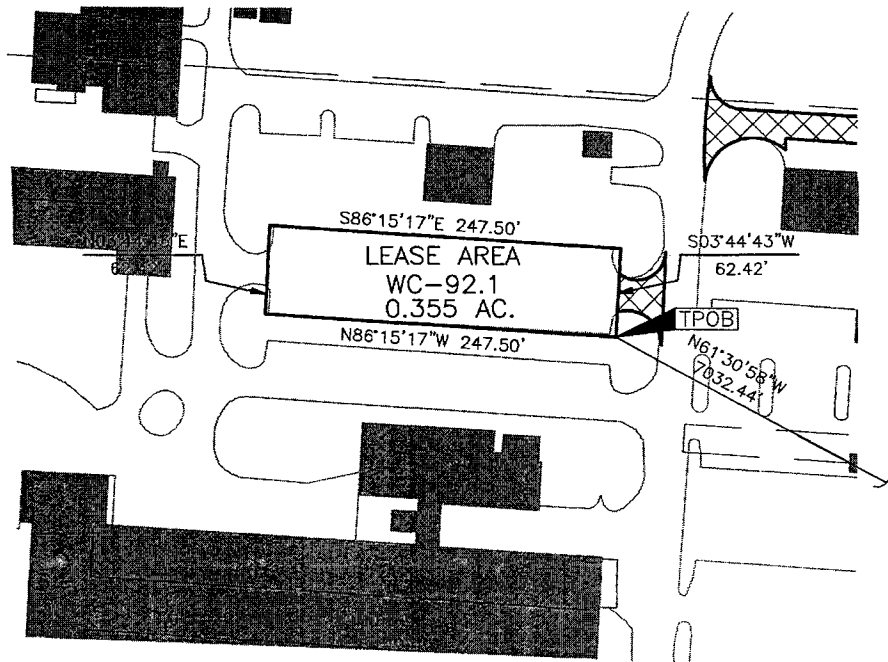 S86°15'17"E 247.50'
S03°44'43"W
62.42'
LEASE AREA
WC-92.1
0.355 AC.
N86°15'17"W 247.50'
TPOB
N61°30'58"W
7032.44'